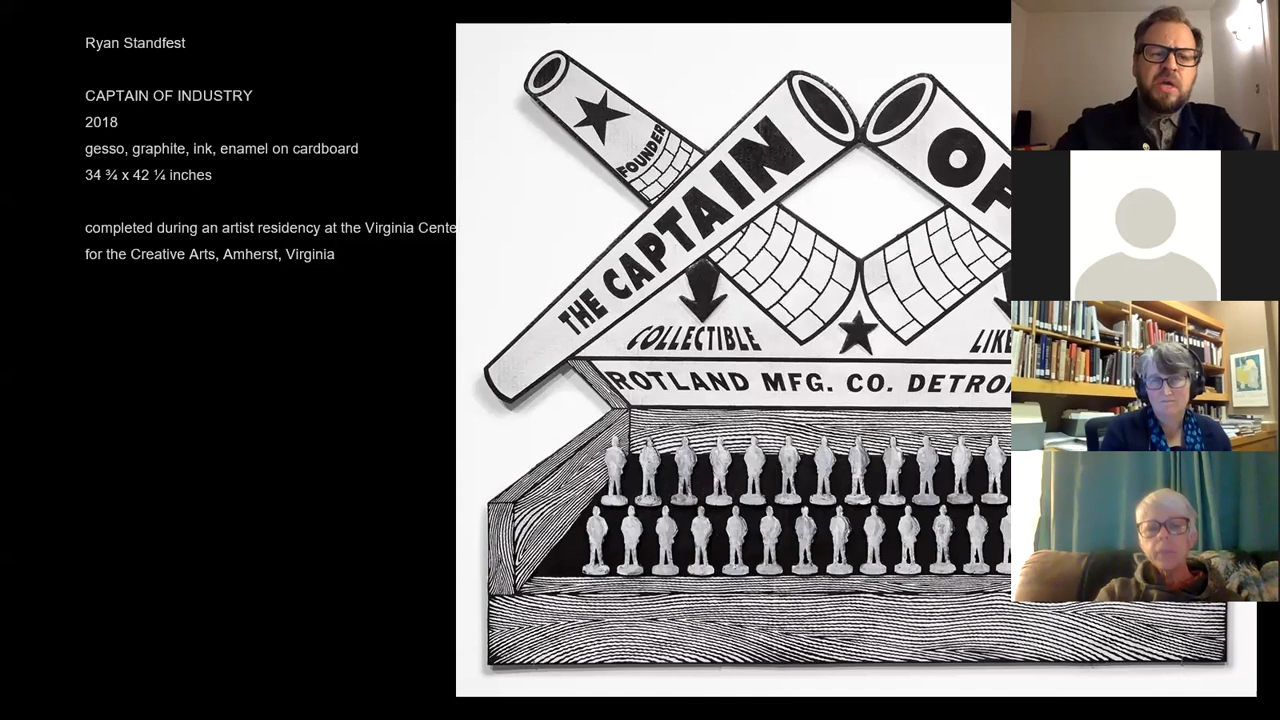 Ryan Standfest
CAPTAIN OF INDUSTRY
2018
gesso, graphite, ink, enamel on cardboard
34 ¾ x 42 ¼ inches
completed during an artist residency at the Virginia Cente
for the Creative Arts, Amherst, Virginia
FOUNDER
THE CAPTAIN
OF
COLLECTIBLE
LIKE
ROTLAND MFG. CO. DETRO